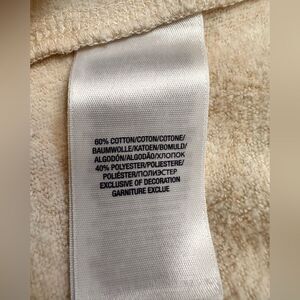 60% COTTON/COTON/COTONE/
BAUMWOLLE/KATOEN/BOMULD/
ALGODÓN/ALGODÃO/ХЛОПОК
40% POLYESTER/POLIESTERE/
POLIÉSTER/ПОЛИЭСТЕР
EXCLUSIVE OF DECORATION
GARNITURE EXCLUE